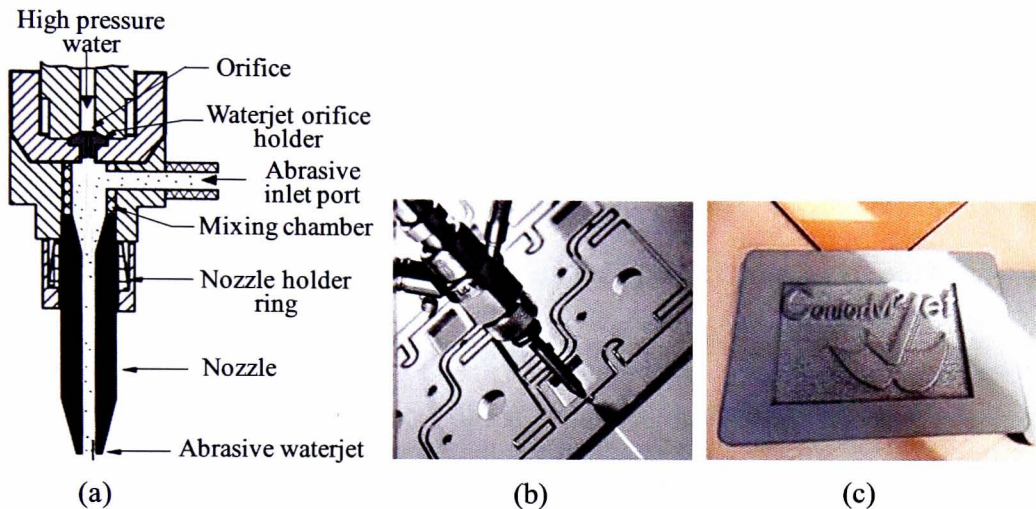 High pressure
water
Orifice
Waterjet orifice
holder
Abrasive
inlet port
Mixing chamber
Nozzle holder
ring
Nozzle
Abrasive waterjet
(a)
(b)
(c)